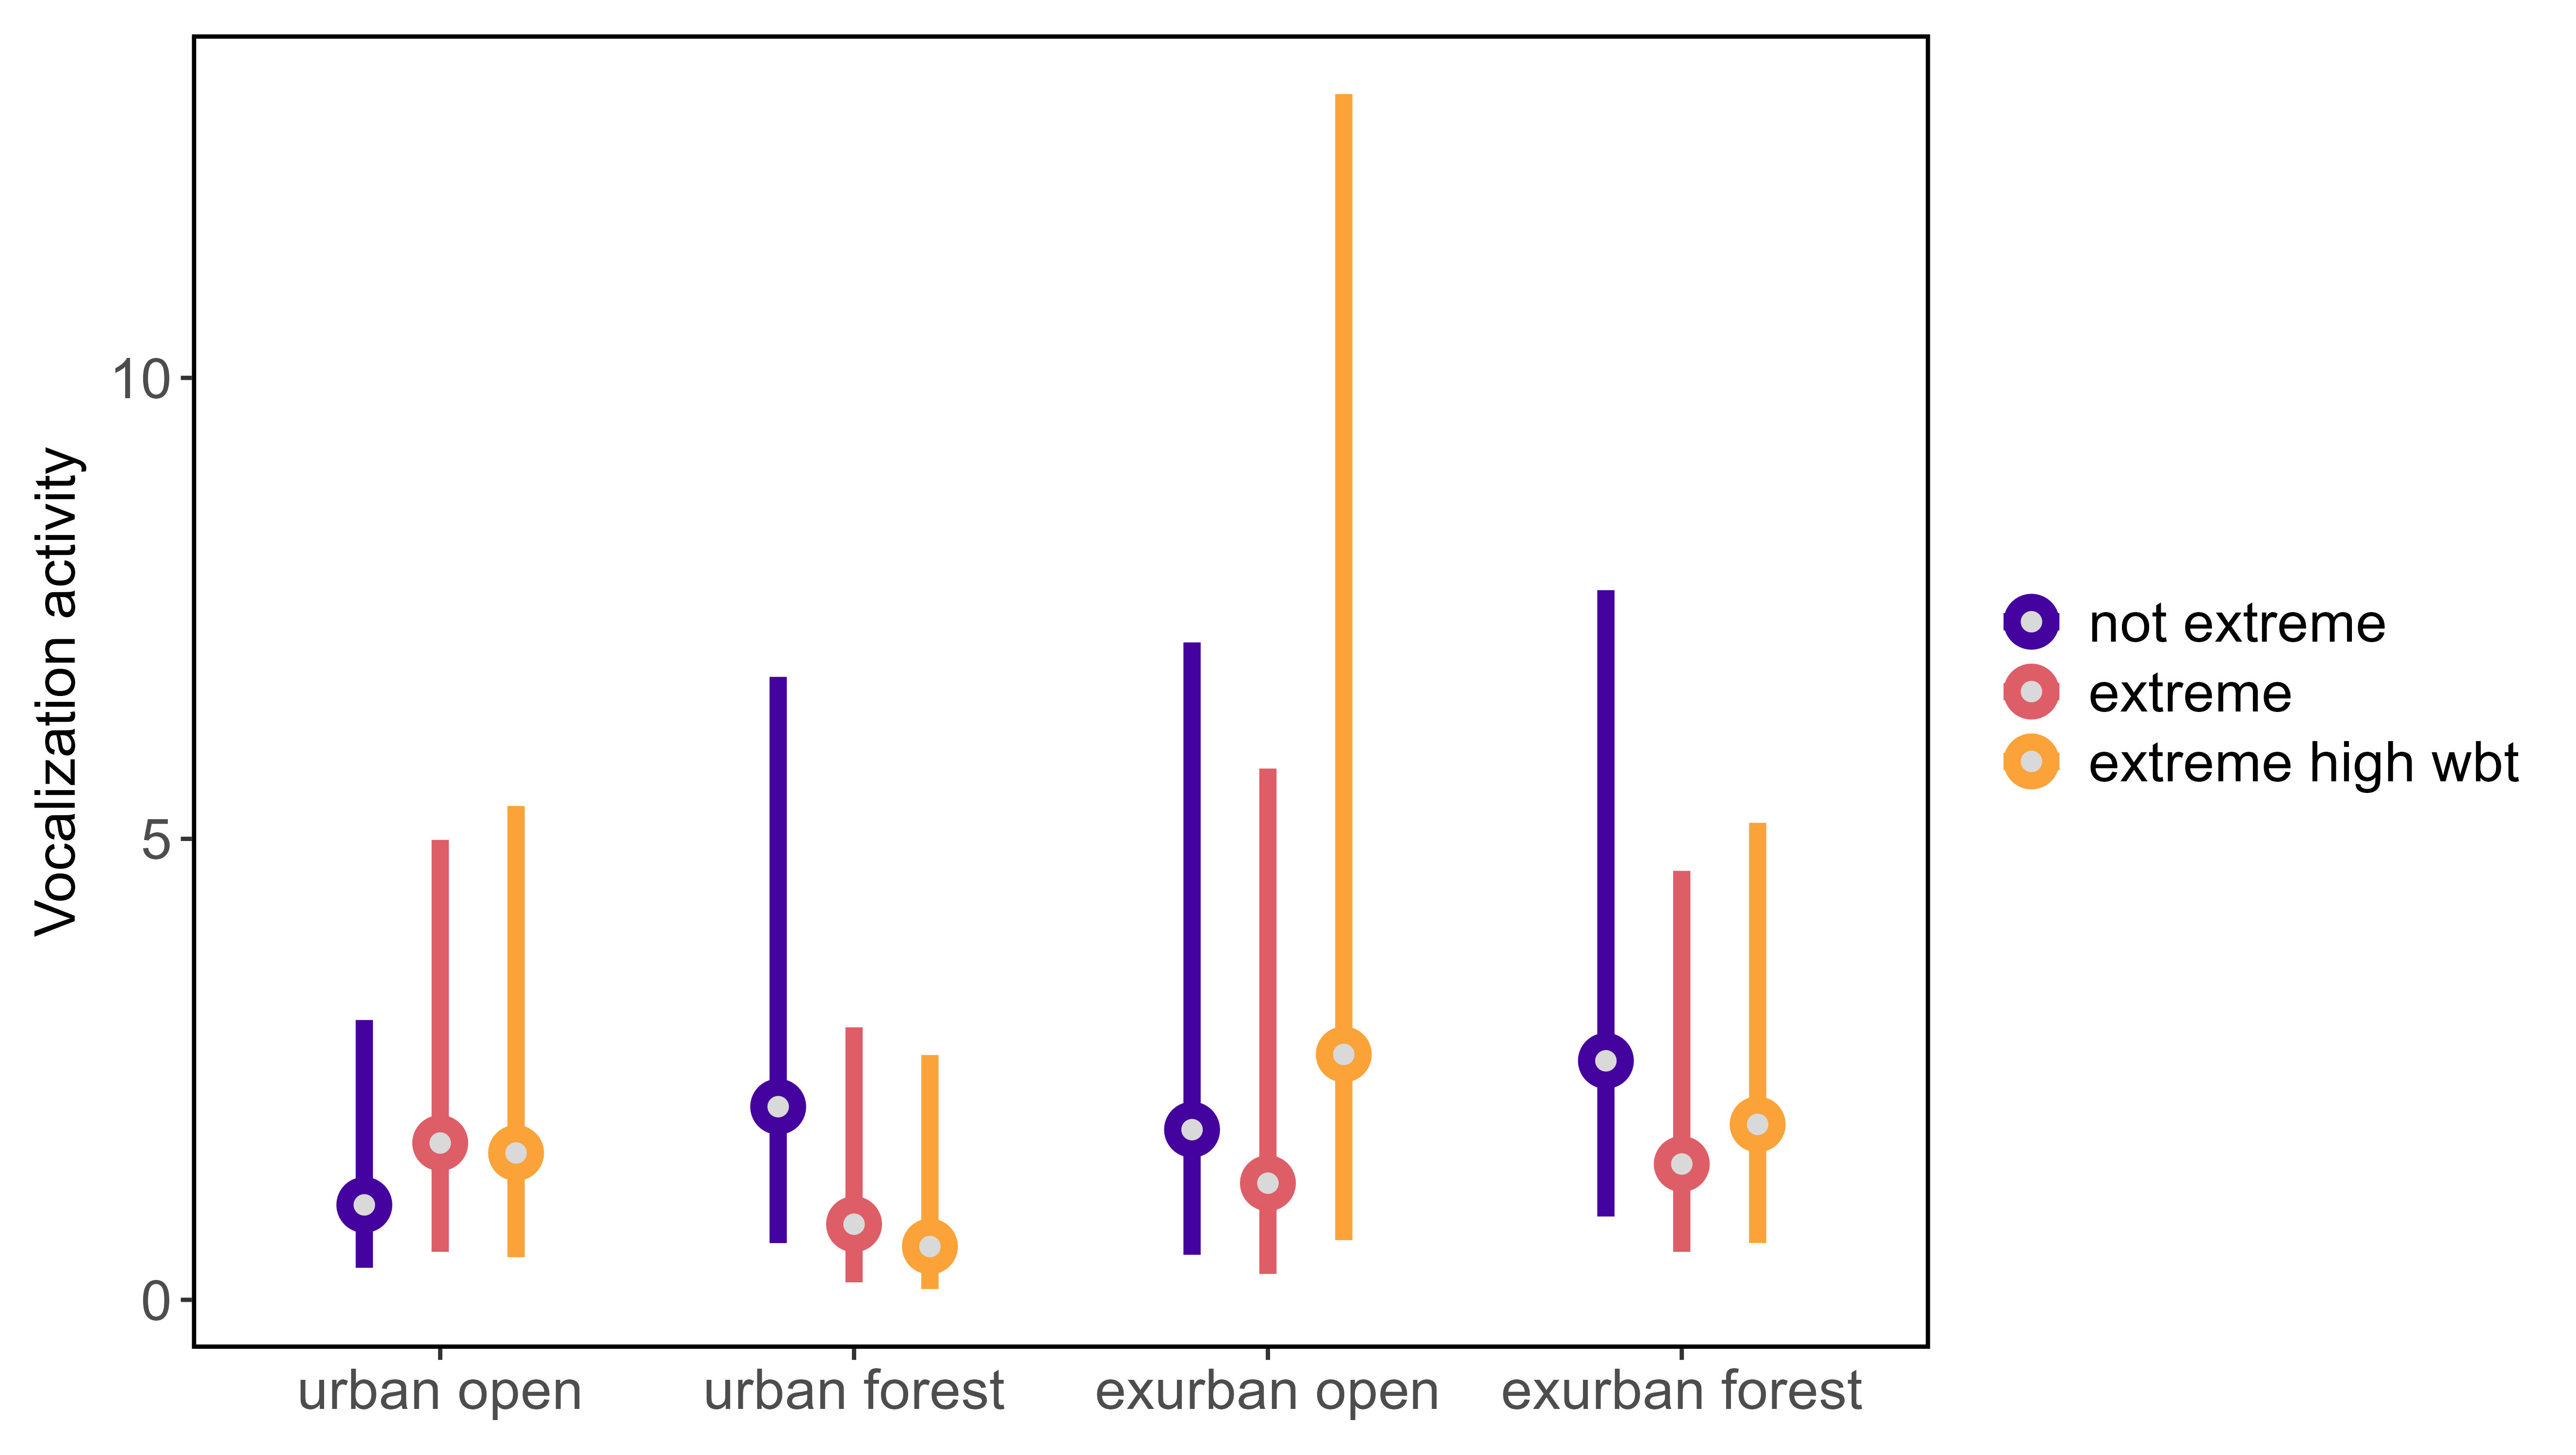 Vocalization activity
10
5
0
urban open
urban forest
exurban open
exurban forest
not extreme
extreme
extreme high wbt